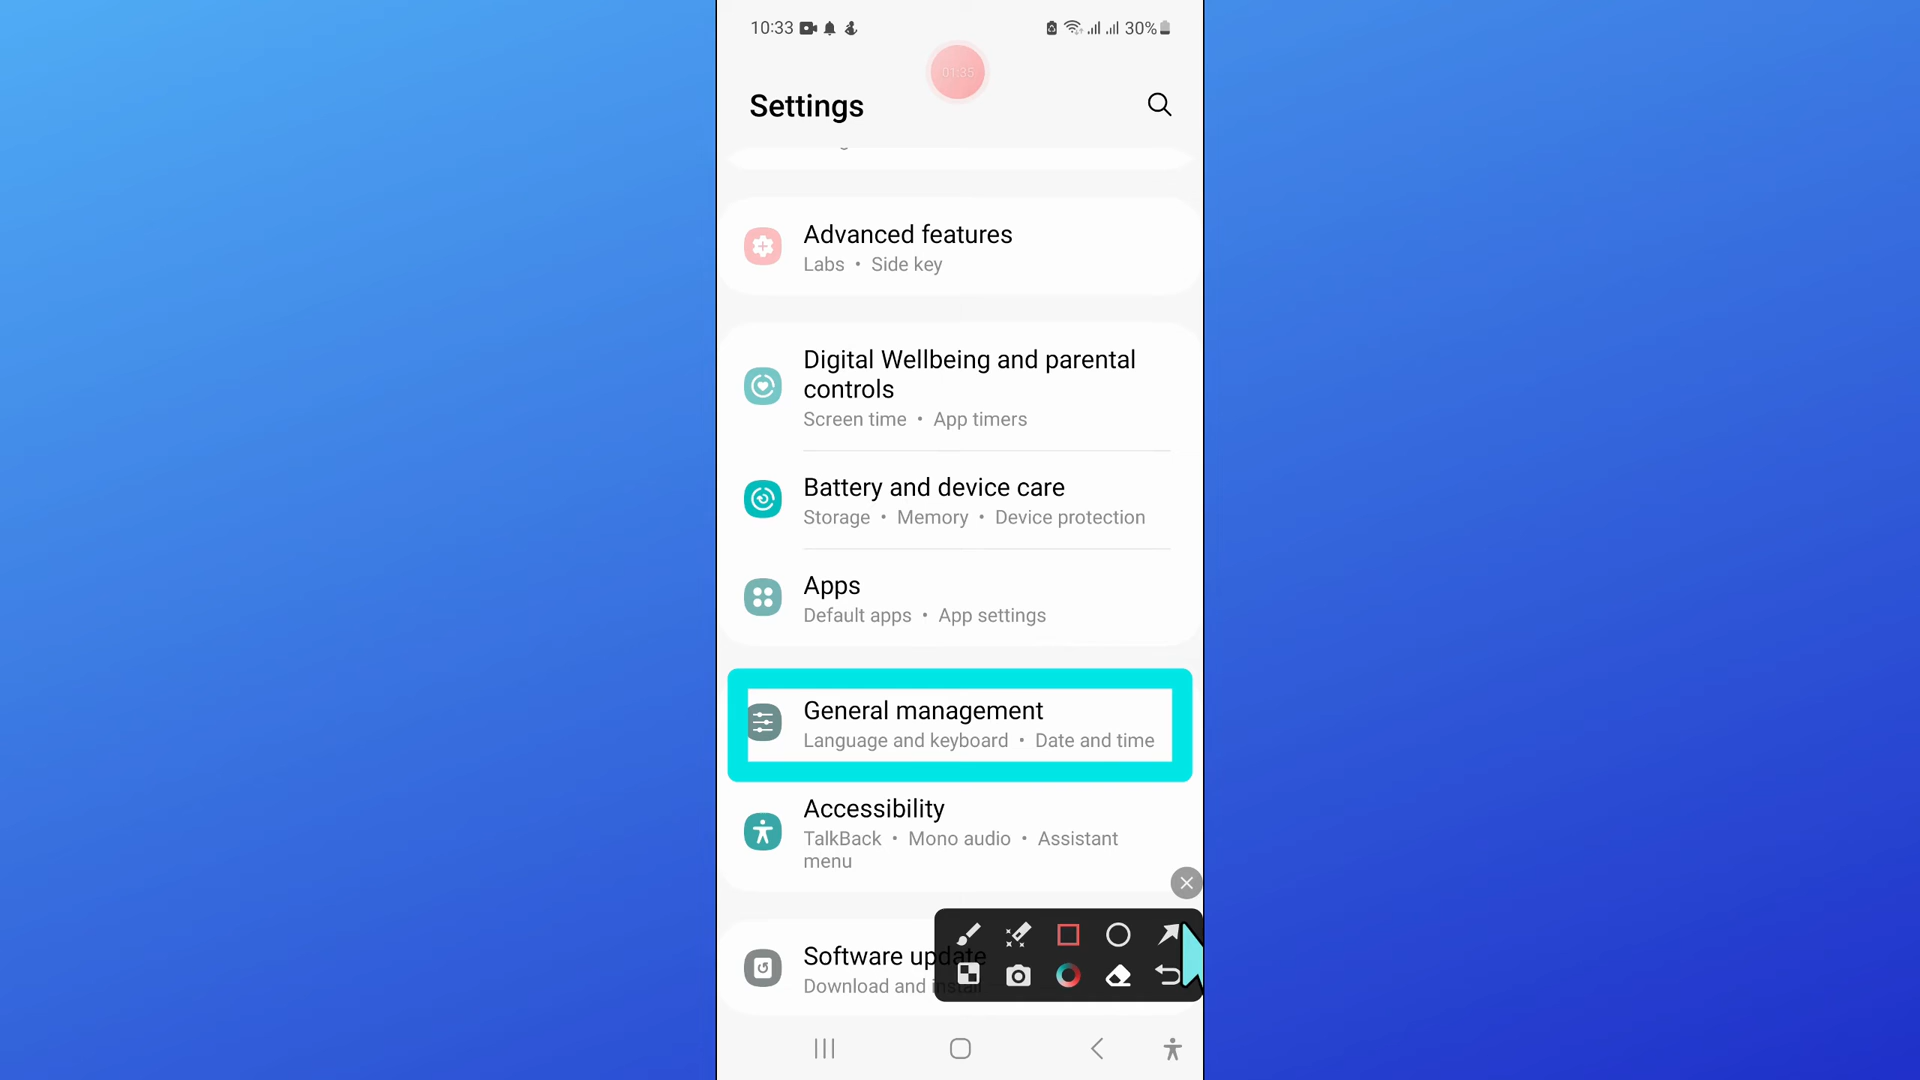 10:33
30%
01:35
Settings
Advanced features
Labs • Side key
Digital Wellbeing and parental
controls
Screen time • App timers
Battery and device care
Storage • Memory • Device protection
Apps
Default apps • App settings
General management
Language and keyboard • Date and time
Accessibility
TalkBack • Mono audio • Assistant
menu
Software update
Download and install